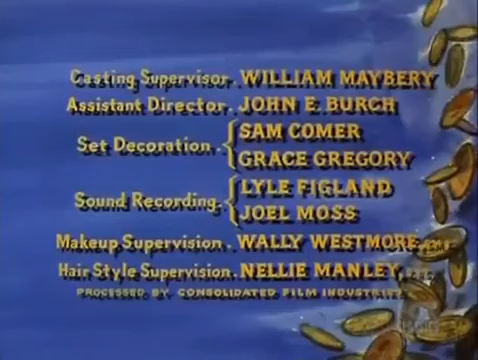 Casting Supervisor. WILLIAM MAYBERY
Assistant Director. JOHN E. BURCH
Set Decoration. SAM COMER
GRACE GREGORY
Sound Recording. LYLE FIGLAND
JOEL MOSS
Makeup Supervision. WALLY WESTMORE,
Hair Style Supervision. NELLIE MANLEY,
PROCESSED BY CONSOLIDATED FILM INDUSTRIES